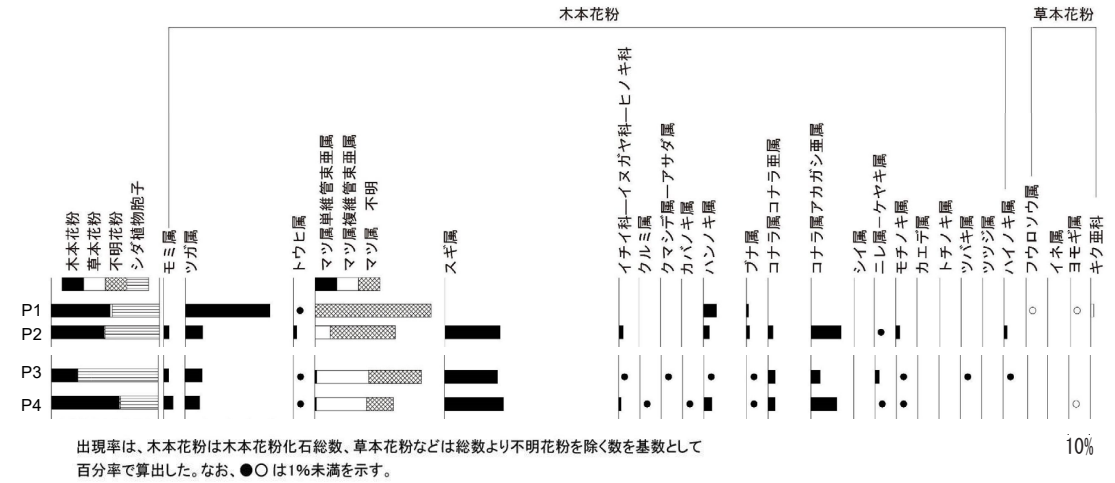 木本花粉
草本花粉
木本花粉
草本花粉
不明花粉
シダ植物胞子
モミ属
ツガ属
トウヒ属
マツ属単維管束亜属
マツ属複維管束亜属
マツ属 不明
スギ属
イチイ科―イヌガヤ科―ヒノキ科
クルミ属
クマシデ属―アサダ属
カバノキ属
ハンノキ属
ブナ属
コナラ属コナラ亜属
コナラ属アカガシ亜属
シイ属
ニレ属―ケヤキ属
モチノキ属
カエデ属
トチノキ属
ツバキ属
ツツジ属
ハイノキ属
フウロソウ属
イネ属
ヨモギ属
キク亜科
P1
P2
P3
P4
出現率は、木本花粉は木本花粉化石総数、草本花粉などは総数より不明花粉を除く数を基数として
百分率で算出した。なお、●○は1%未満を示す。
10%